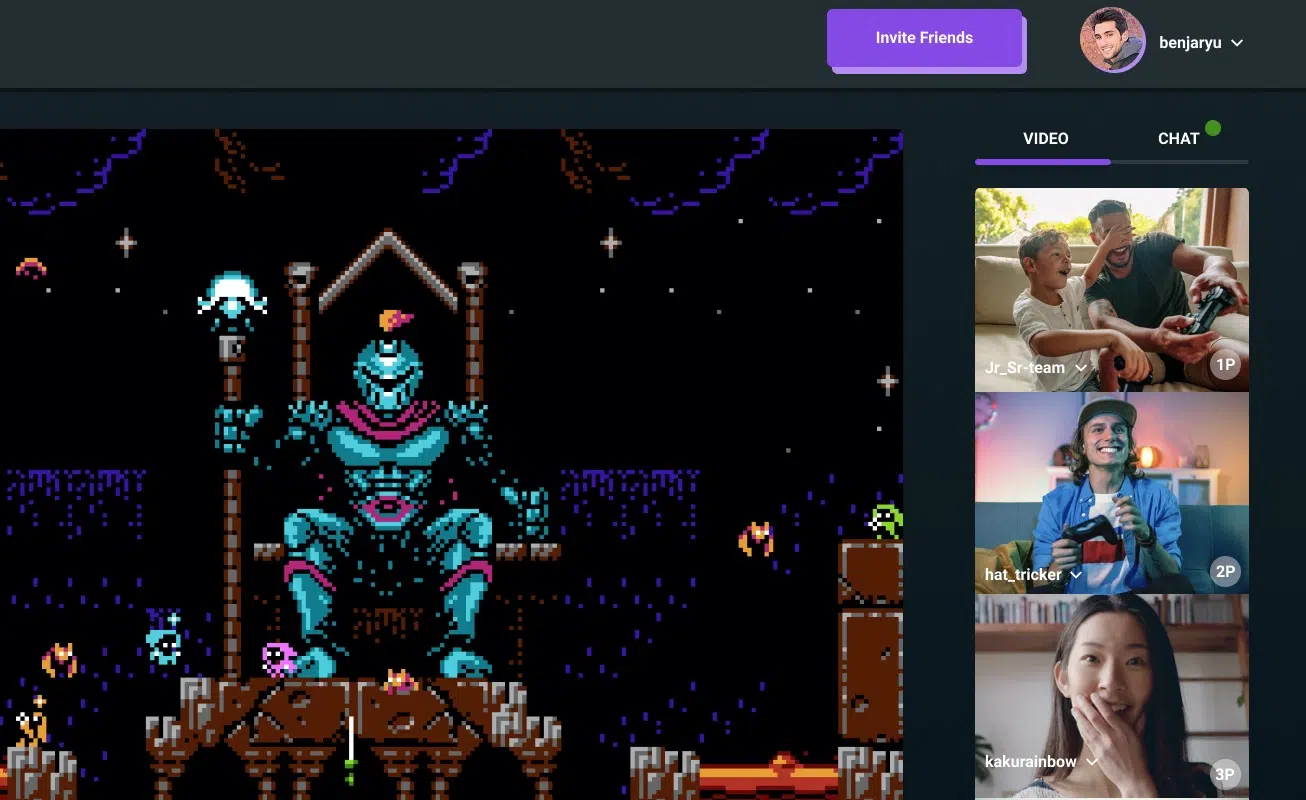 Invite Friends
benjaryu
VIDEO
CHAT
Jr_Sr-team
1P
hat_tricker
2P
kakurainbow
3P